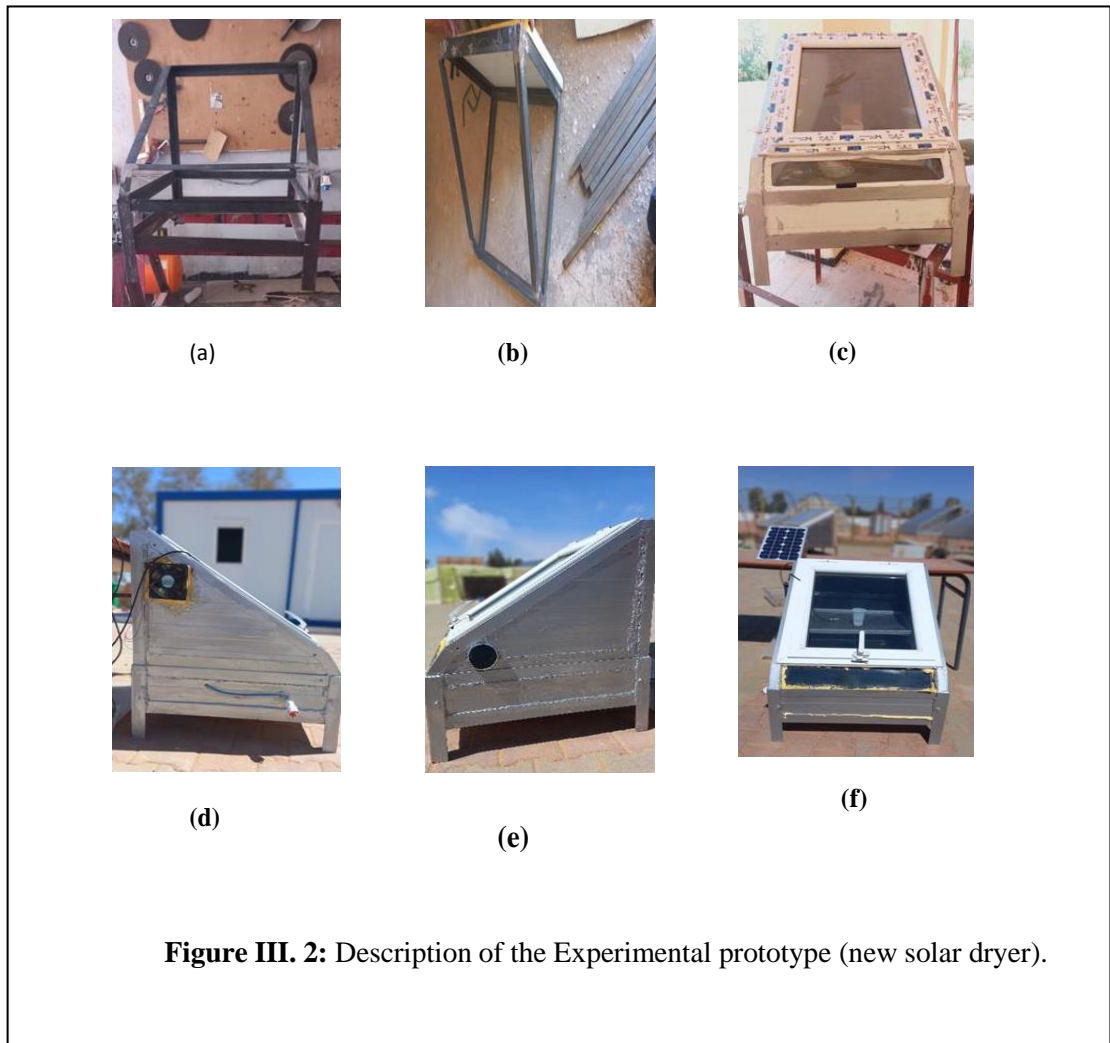 (a)
(b)
(c)
(d)
(e)
(f)
Figure III. 2: Description of the Experimental prototype (new solar dryer).